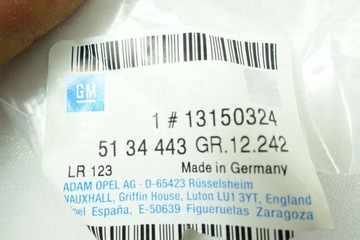 GM
1 # 13150324
51 34 443 GR.12.242
LR 123 Made in Germany
ADAM OPEL AG · D-65423 Rüsselsheim
VAUXHALL, Griffin House, Luton LU1 3YT, England
España, E-50639 Figueruelas Zaragoza